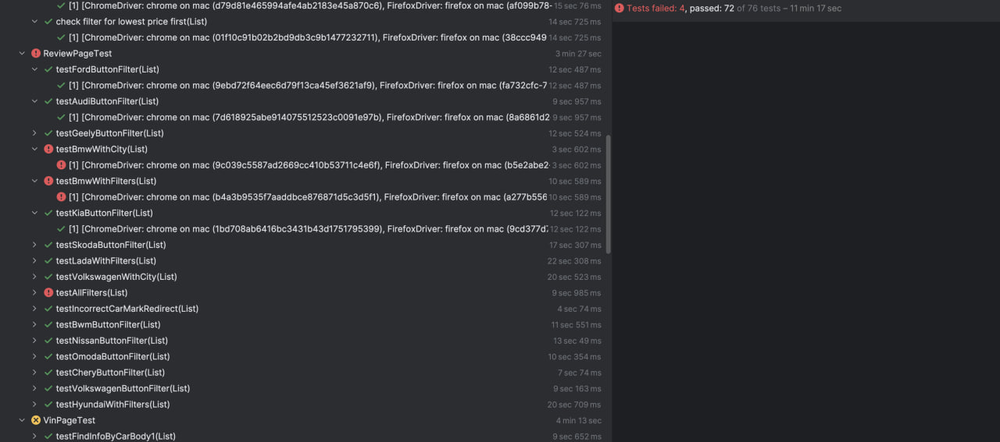 [1] [ChromeDriver: chrome on mac (d79d81e465994afe4ab2183e45a870c6), FirefoxDriver: firefox on mac (af099b78- 15 sec 76 ms
check filter for lowest price first(List) 14 sec 725 ms
[1] [ChromeDriver: chrome on mac (01f10c91b02b2bd9db3c9b1477232711), FirefoxDriver: firefox on mac (38ccc949 14 sec 725 ms
ReviewPageTest 3 min 27 sec
testFordButtonFilter(List) 12 sec 487 ms
[1] [ChromeDriver: chrome on mac (9ebd72f64eec6d79f13ca45ef3621af9), FirefoxDriver: firefox on mac (fa732cfc-7 12 sec 487 ms
testAudiButtonFilter(List) 9 sec 957 ms
[1] [ChromeDriver: chrome on mac (7d618925abe914075512523c0091e97b), FirefoxDriver: firefox on mac (8a6861d2 9 sec 957 ms
testGeelyButtonFilter(List) 12 sec 524 ms
testBmwWithCity(List) 3 sec 602 ms
[1] [ChromeDriver: chrome on mac (9c039c5587ad2669cc410b53711c4e6f), FirefoxDriver: firefox on mac (b5e2abe2- 3 sec 602 ms
testBmwWithFilters(List) 10 sec 589 ms
[1] [ChromeDriver: chrome on mac (b4a3b9535f7aaddbce876871d5c3d5f1), FirefoxDriver: firefox on mac (a277b556 10 sec 589 ms
testKiaButtonFilter(List) 12 sec 122 ms
[1] [ChromeDriver: chrome on mac (1bd708ab6416bc3431b43d1751795399), FirefoxDriver: firefox on mac (9cd377d7 12 sec 122 ms
testSkodaButtonFilter(List) 17 sec 307 ms
testLadaWithFilters(List) 22 sec 308 ms
testVolkswagenWithCity(List) 20 sec 523 ms
testAllFilters(List) 9 sec 985 ms
testIncorrectCarMarkRedirect(List) 4 sec 74 ms
testBwmButtonFilter(List) 11 sec 551 ms
testNissanButtonFilter(List) 13 sec 49 ms
testOmodaButtonFilter(List) 10 sec 354 ms
testCheryButtonFilter(List) 7 sec 74 ms
testVolkswagenButtonFilter(List) 9 sec 163 ms
testHyundaiWithFilters(List) 20 sec 709 ms
VinPageTest 4 min 13 sec
testFindInfoByCarBody1(List) 9 sec 652 ms
Tests failed: 4, passed: 72 of 76 tests – 11 min 17 sec